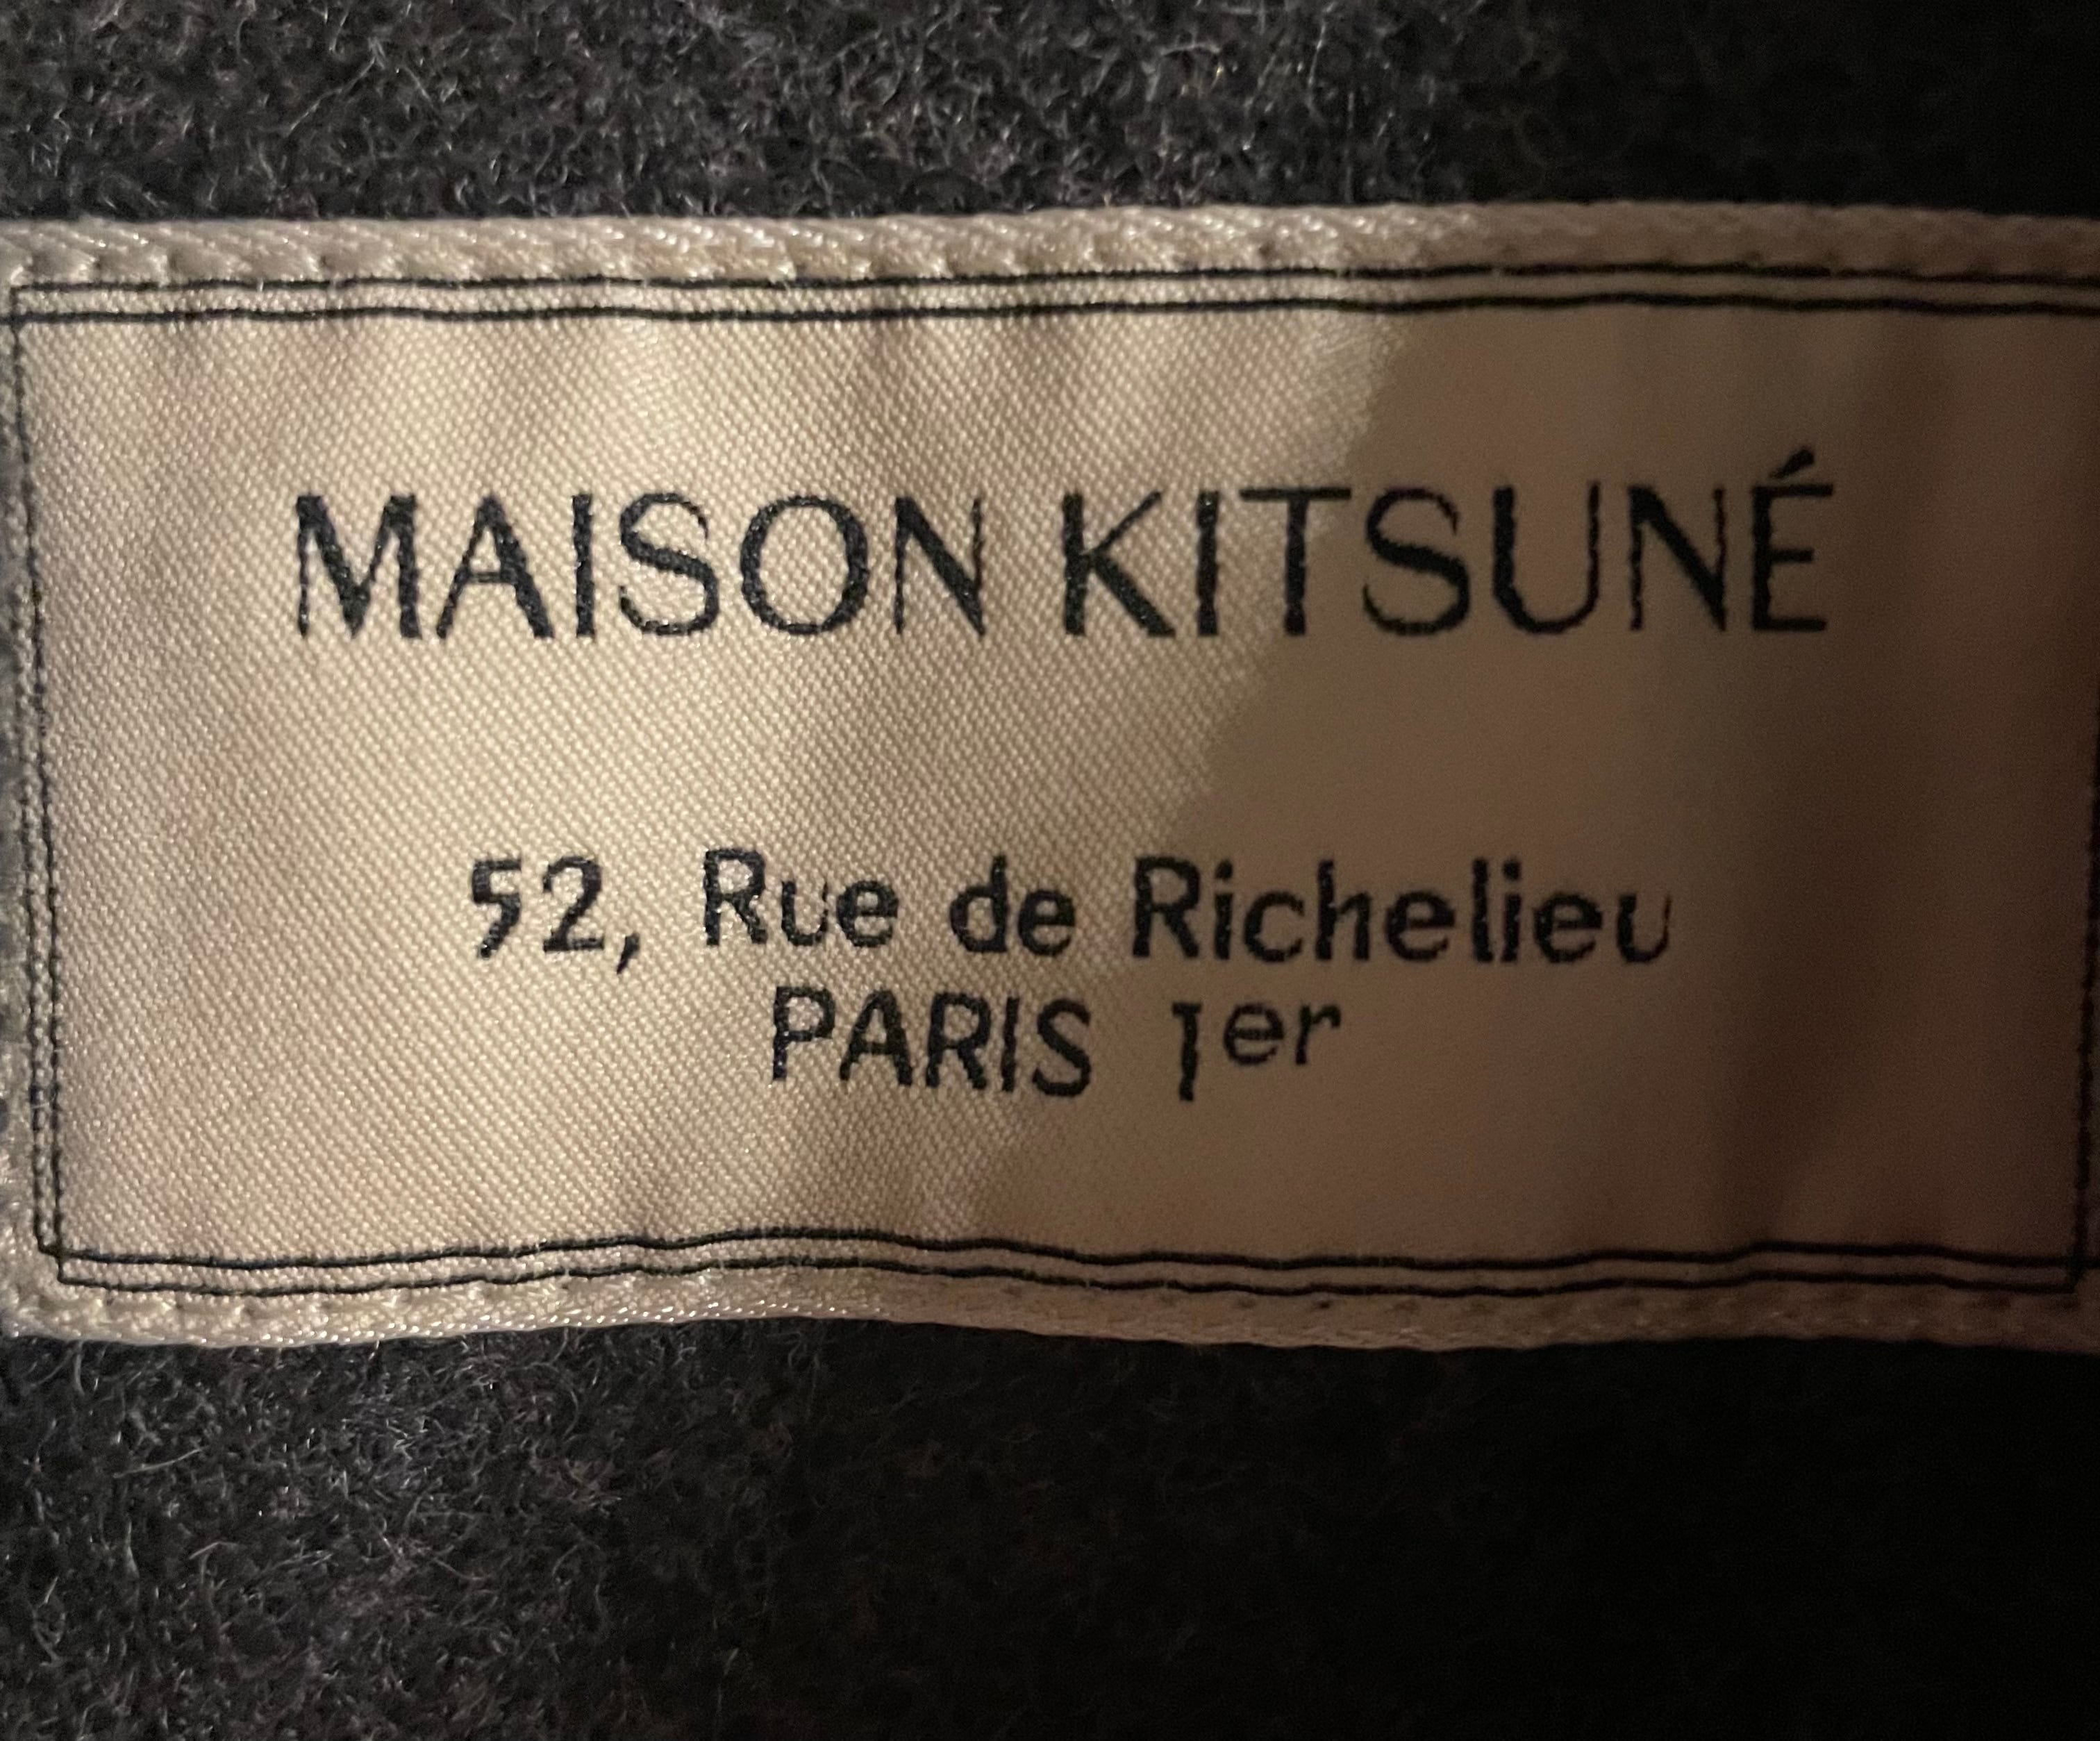 MAISON KITSUNÉ
52, Rue de Richelieu
PARIS 1er